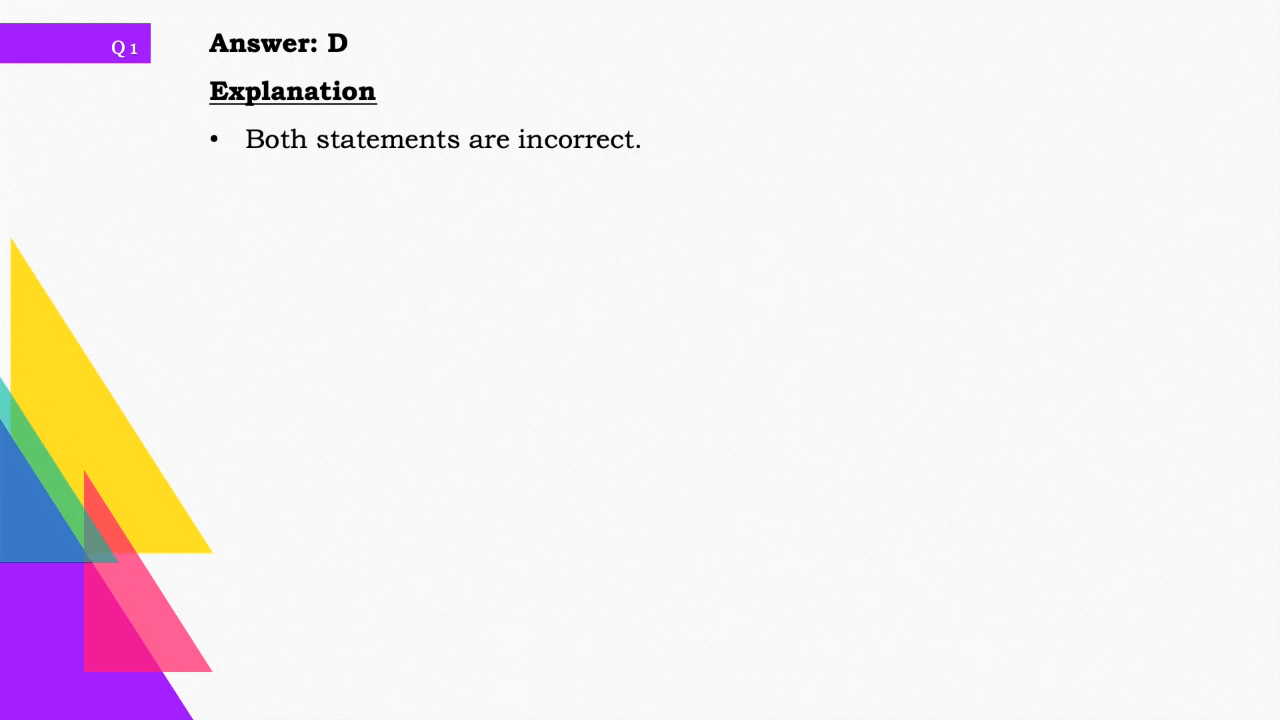 Q 1
Answer: D
Explanation
• Both statements are incorrect.